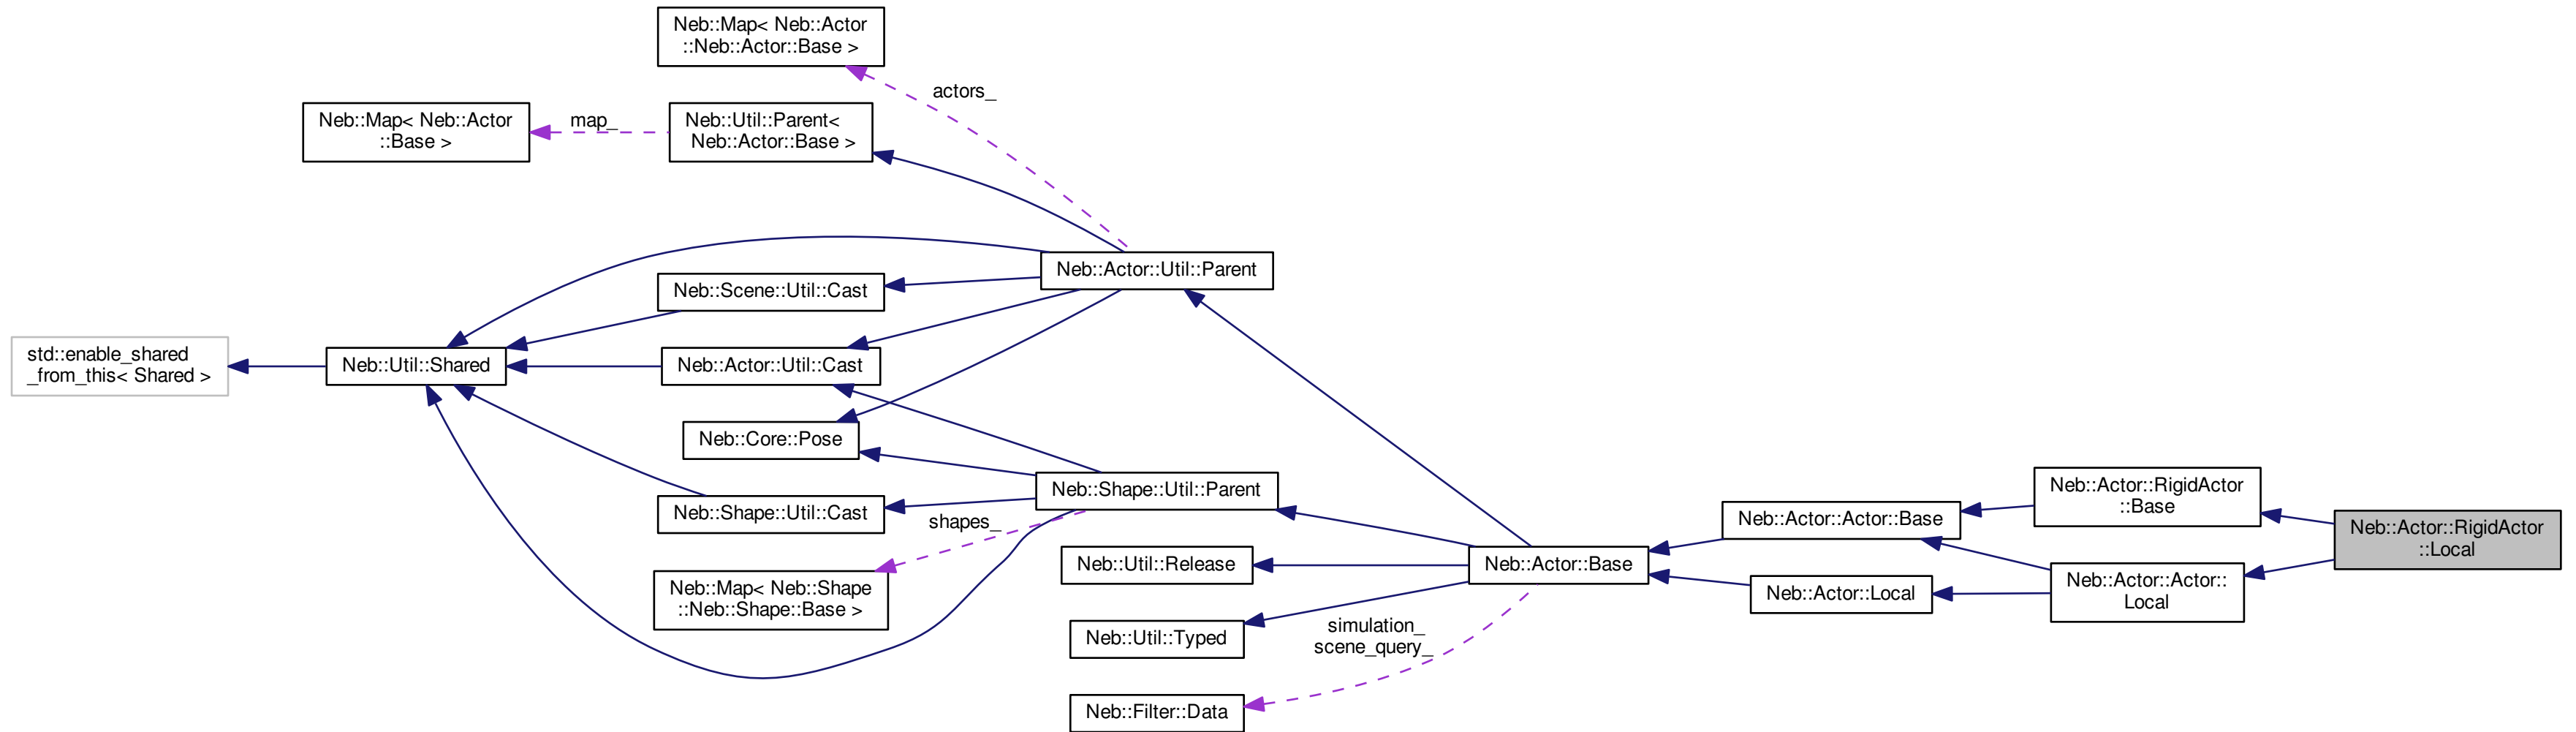 Neb::Map< Neb::Actor
::Neb::Actor::Base >
actors_
Neb::Map< Neb::Actor
::Base >
map_
Neb::Util::Parent<
Neb::Actor::Base >
Neb::Actor::Util::Parent
Neb::Scene::Util::Cast
std::enable_shared
_from_this< Shared >
Neb::Util::Shared
Neb::Actor::Util::Cast
Neb::Core::Pose
Neb::Shape::Util::Parent
Neb::Shape::Util::Cast
shapes_
Neb::Map< Neb::Shape
::Neb::Shape::Base >
Neb::Util::Release
Neb::Util::Typed
simulation_
scene_query_
Neb::Filter::Data
Neb::Actor::Base
Neb::Actor::Actor::Base
Neb::Actor::Local
Neb::Actor::RigidActor
::Base
Neb::Actor::Actor::
Local
Neb::Actor::RigidActor
::Local